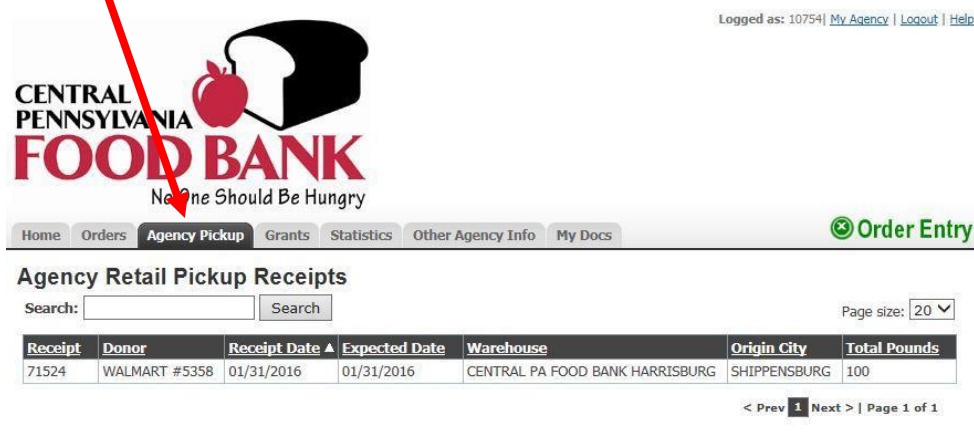 Logged as: 10754| My Agency | Logout | Help
CENTRAL
PENNSYLVANIA
FOOD BANK
No One Should Be Hungry
Home Orders Agency Pickup Grants Statistics Other Agency Info My Docs Order Entry
Agency Retail Pickup Receipts
Search: Search Page size: 20
Receipt Donor Receipt Date ▲ Expected Date Warehouse Origin City Total Pounds
71524 WALMART #5358 01/31/2016 01/31/2016 CENTRAL PA FOOD BANK HARRISBURG SHIPPENSBURG 100
< Prev 1 Next > | Page 1 of 1